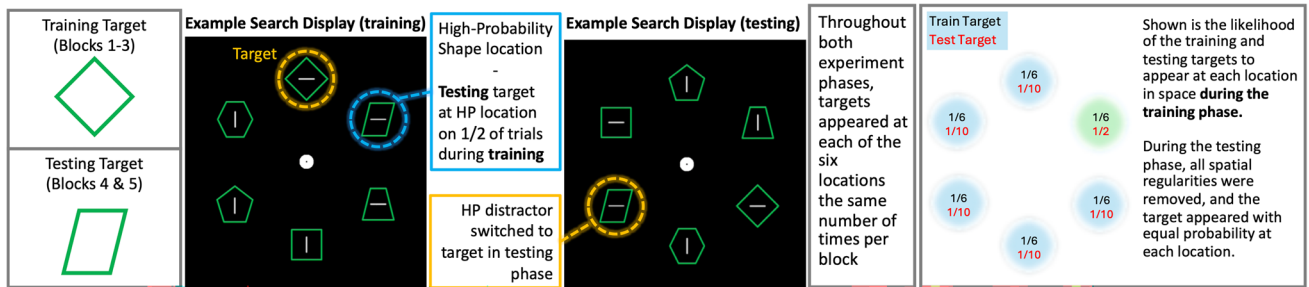 Training Target
(Blocks 1-3)
Testing Target
(Blocks 4 & 5)
Example Search Display (training)
Target
High-Probability
Shape location
-
Testing target
at HP location
on 1/2 of trials
during training
HP distractor
switched to
target in testing
phase
Example Search Display (testing)
Throughout
both
experiment
phases,
targets
appeared at
each of the
six
locations
the same
number of
times per
block
Train Target
Test Target
1/6
1/10
1/6
1/10
1/6
1/2
1/6
1/10
1/6
1/10
1/6
1/10
Shown is the likelihood
of the training and
testing targets to
appear at each location
in space during the
training phase.
During the testing
phase, all spatial
regularities were
removed, and the
target appeared with
equal probability at
each location.